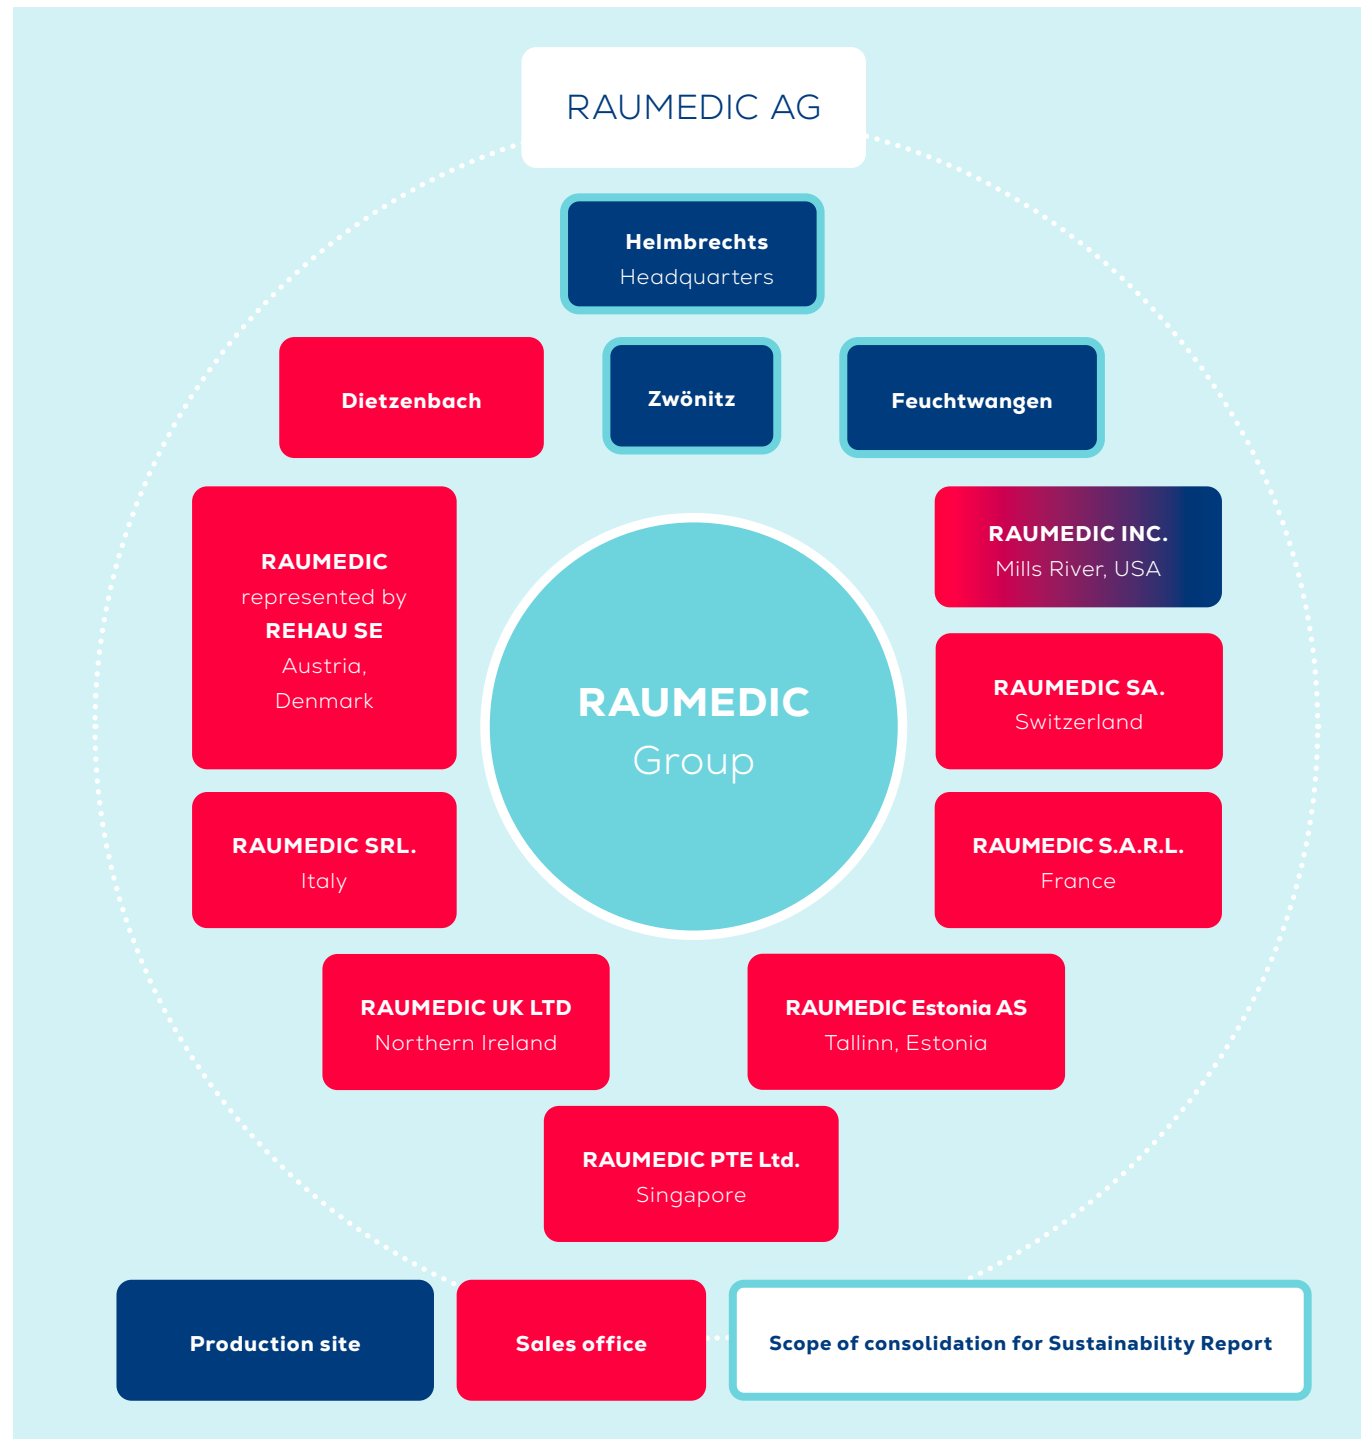 RAUMEDIC AG
Helmbrechts
Headquarters
Dietzenbach
Zwönitz
Feuchtwangen
RAUMEDIC
represented by
REHAU SE
Austria,
Denmark
RAUMEDIC INC.
Mills River, USA
RAUMEDIC SA.
Switzerland
RAUMEDIC
Group
RAUMEDIC SRL.
Italy
RAUMEDIC S.A.R.L.
France
RAUMEDIC UK LTD
Northern Ireland
RAUMEDIC Estonia AS
Tallinn, Estonia
RAUMEDIC PTE Ltd.
Singapore
Production site
Sales office
Scope of consolidation for Sustainability Report